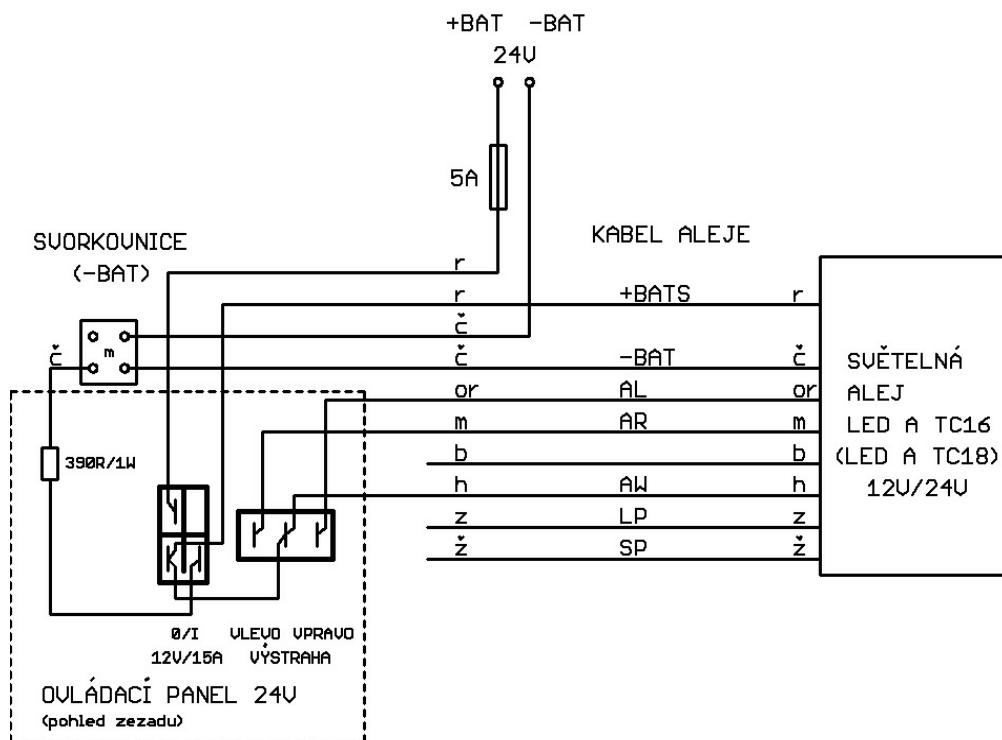 +BAT -BAT
24V
5A
SVORKOVNICE
(-BAT)
KABEL ALEJE
r
r +BATS r
č
m
č
č -BAT č
or AL or
m AR m
b b
h AW h
z LP z
ž SP ž
SVĚTELNÁ
ALEJ
LED A TC16
(LED A TC18)
12V/24V
390R/1W
0/I VLEVO VPRAVO
12V/15A VÝSTRAHA
OVLÁDACÍ PANEL 24V
(pohled zezadu)